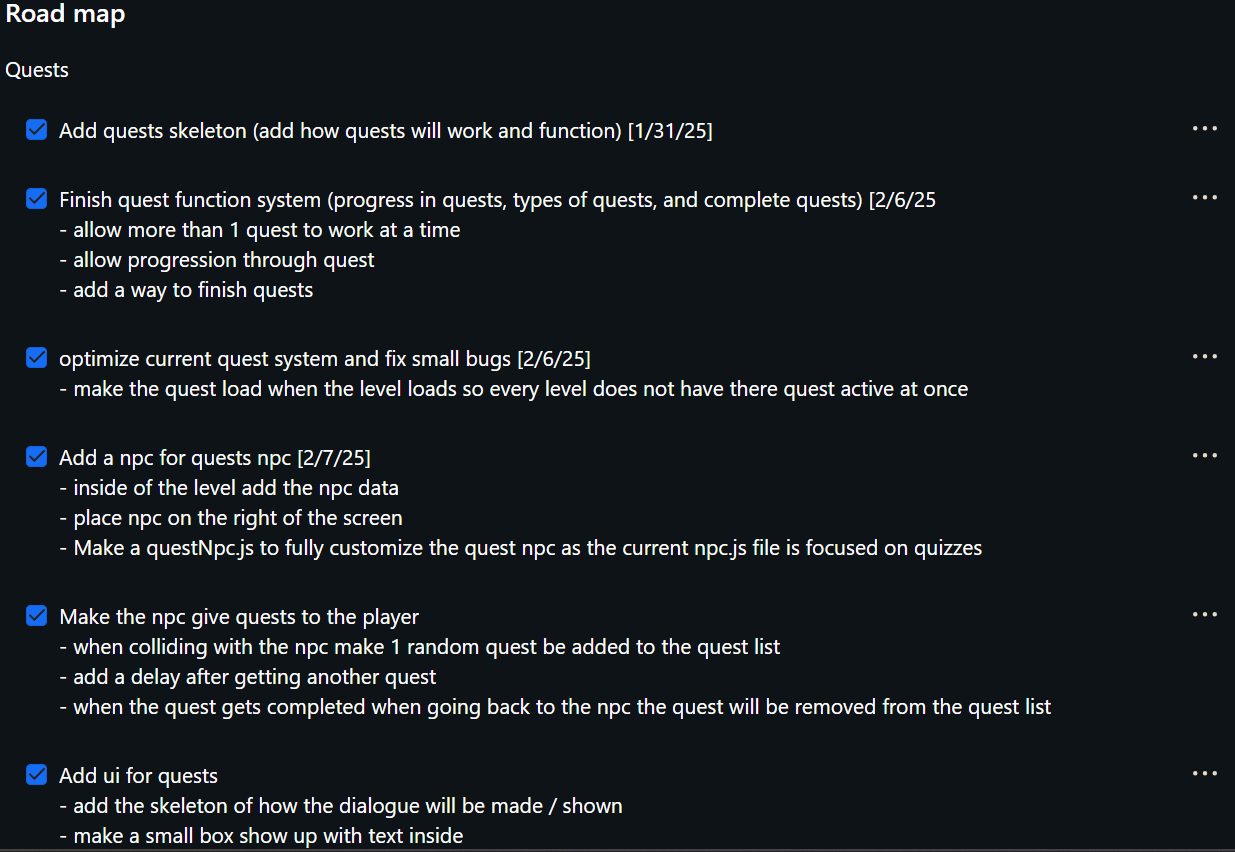 Road map
Quests
Add quests skeleton (add how quests will work and function) [1/31/25]
Finish quest function system (progress in quests, types of quests, and complete quests) [2/6/25
- allow more than 1 quest to work at a time
- allow progression through quest
- add a way to finish quests
optimize current quest system and fix small bugs [2/6/25]
- make the quest load when the level loads so every level does not have there quest active at once
Add a npc for quests npc [2/7/25]
- inside of the level add the npc data
- place npc on the right of the screen
- Make a questNpc.js to fully customize the quest npc as the current npc.js file is focused on quizzes
Make the npc give quests to the player
- when colliding with the npc make 1 random quest be added to the quest list
- add a delay after getting another quest
- when the quest gets completed when going back to the npc the quest will be removed from the quest list
Add ui for quests
- add the skeleton of how the dialogue will be made / shown
- make a small box show up with text inside